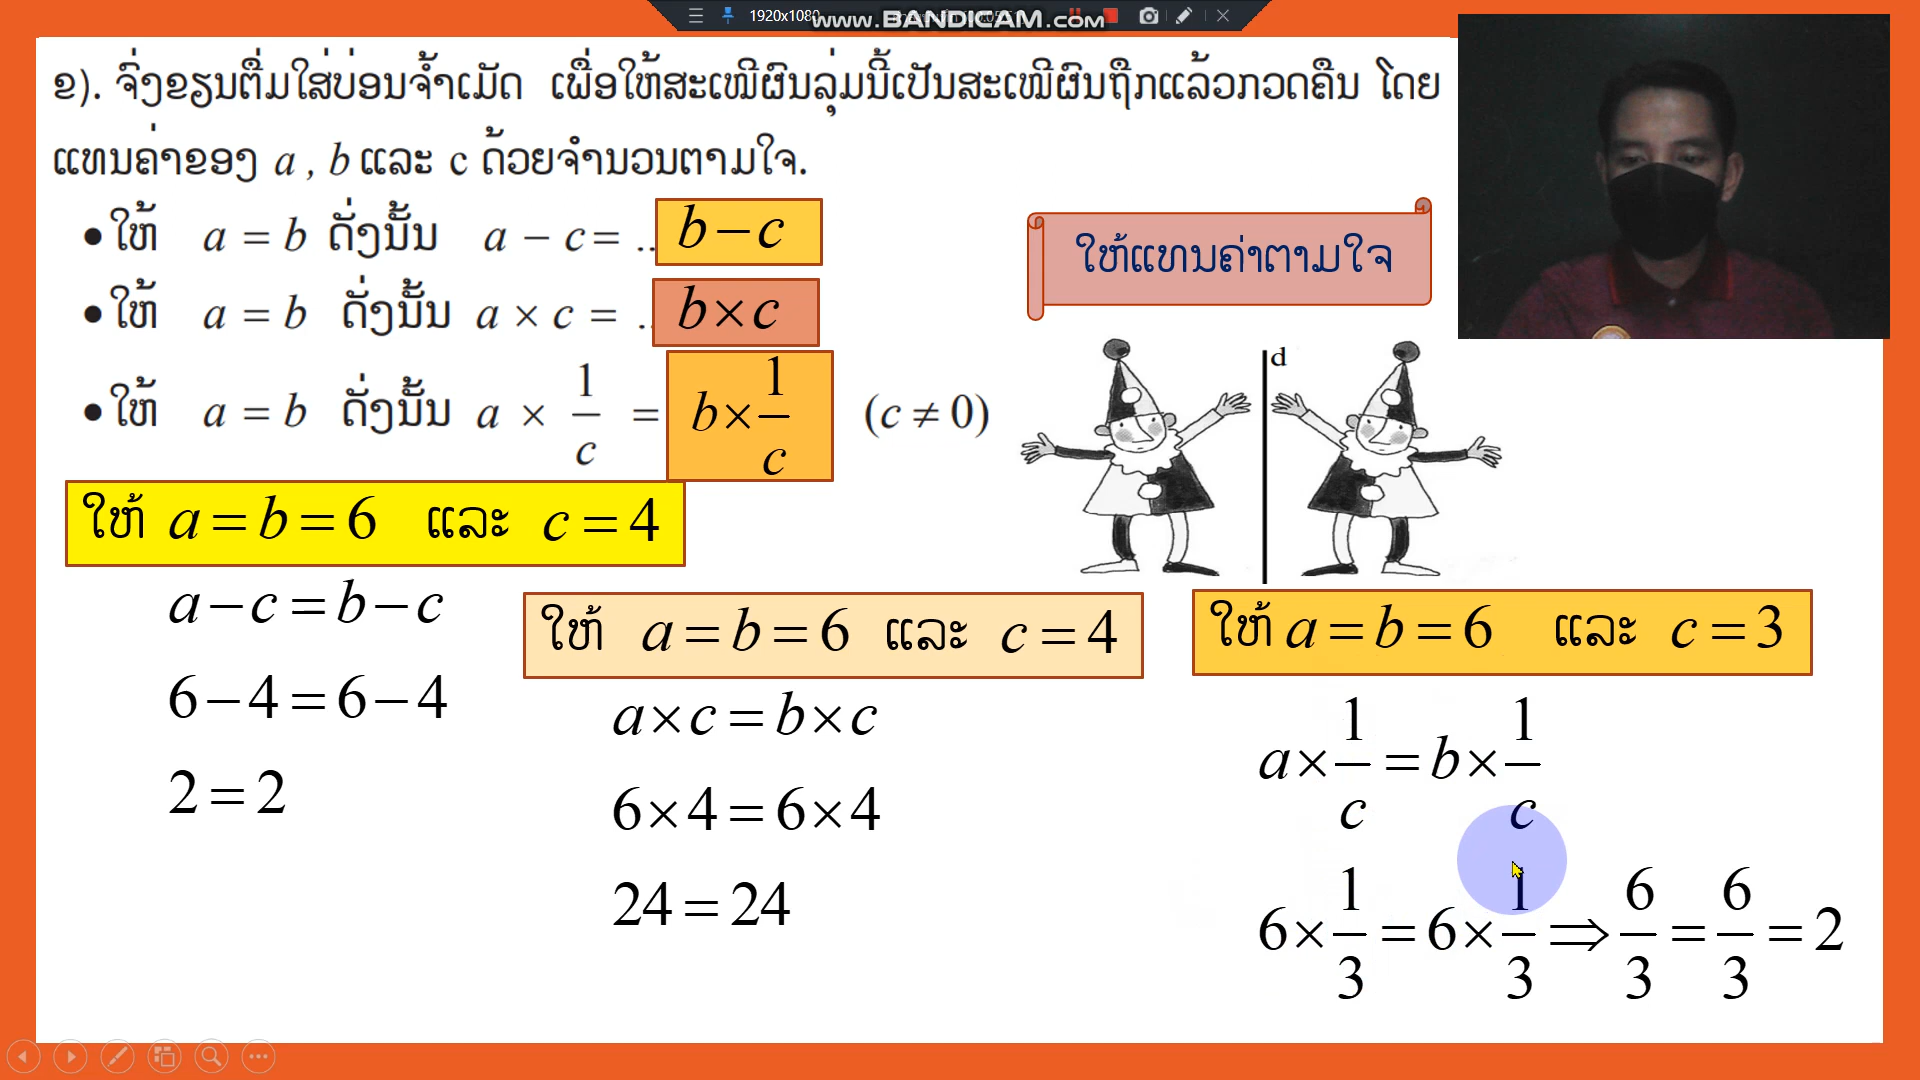 1920x1080
www.BANDICAM.com
ຂ). ຈົ່ງຂຽນຕື່ມໃສ່ບ່ອນຈ້ຳເມັດ ເພື່ອໃຫ້ສະເໝີຜົນລຸ່ມນີ້ເປັນສະເໝີຜົນຖືກແລ້ວກວດຄືນ ໂດຍ
ແທນຄ່າຂອງ a , b ແລະ c ດ້ວຍຈຳນວນຕາມໃຈ.
• ໃຫ້ a = b ດັ່ງນັ້ນ a − c = .. b − c
• ໃຫ້ a = b ດັ່ງນັ້ນ a × c = .. b × c
• ໃຫ້ a = b ດັ່ງນັ້ນ a × 1/c = b × 1/c (c ≠ 0)
ໃຫ້ແທນຄ່າຕາມໃຈ
d
ໃຫ້ a = b = 6 ແລະ c = 4
a − c = b − c
6 − 4 = 6 − 4
2 = 2
ໃຫ້ a = b = 6 ແລະ c = 4
a × c = b × c
6 × 4 = 6 × 4
24 = 24
ໃຫ້ a = b = 6 ແລະ c = 3
a × 1/c = b × 1/c
6 × 1/3 = 6 × 1/3 ⇒ 6/3 = 6/3 = 2